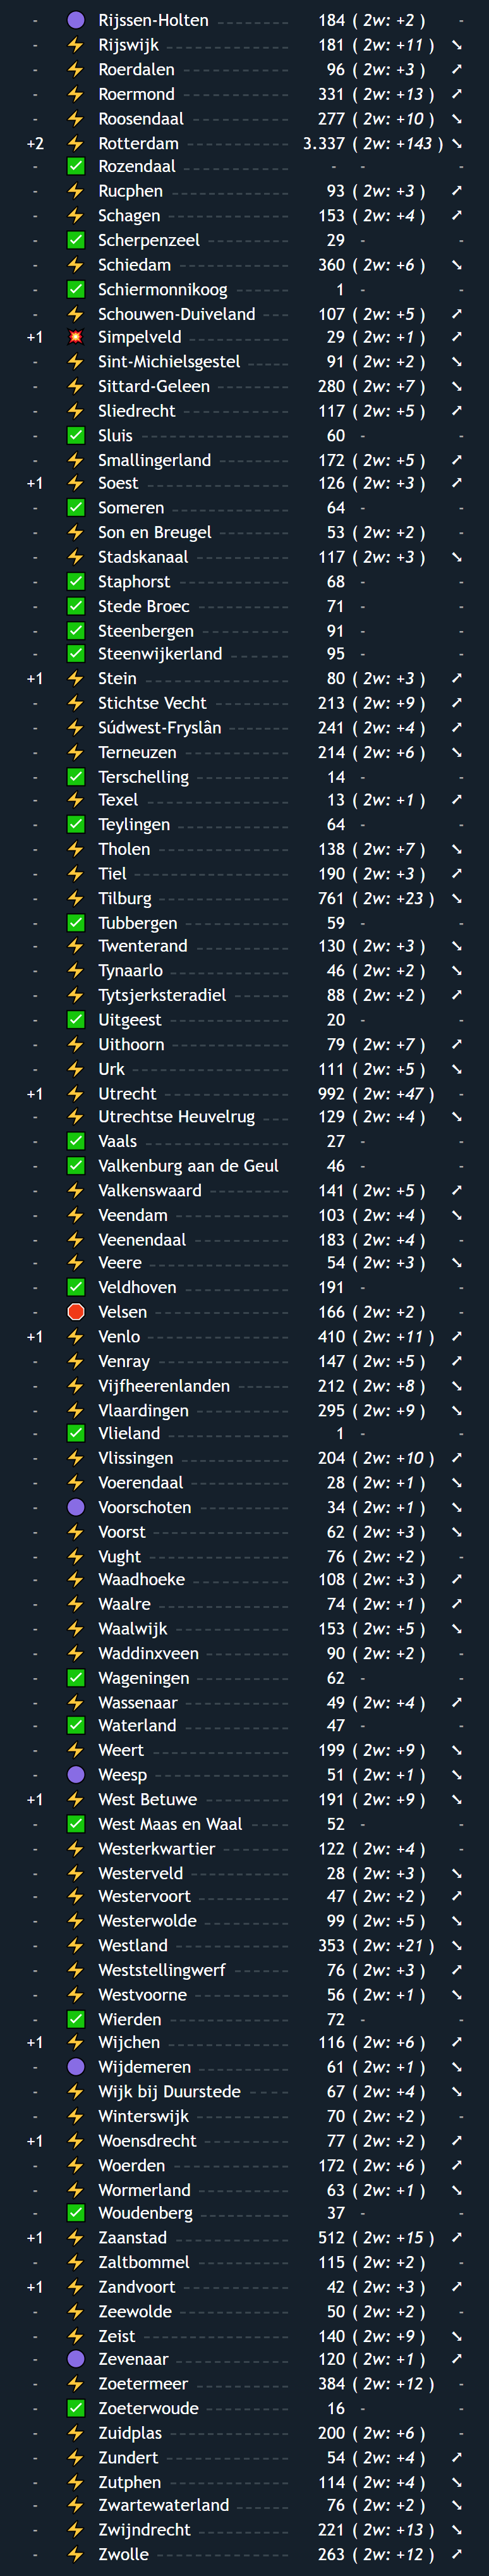 - Rijssen-Holten 184 ( 2w: +2 ) -
- Rijswijk 181 ( 2w: +11 ) ➘
- Roerdalen 96 ( 2w: +3 ) ➚
- Roermond 331 ( 2w: +13 ) ➚
- Roosendaal 277 ( 2w: +10 ) ➘
+2 Rotterdam 3.337 ( 2w: +143 ) ➘
- Rozendaal - - -
- Rucphen 93 ( 2w: +3 ) ➚
- Schagen 153 ( 2w: +4 ) ➚
- Scherpenzeel 29 - -
- Schiedam 360 ( 2w: +6 ) ➘
- Schiermonnikoog 1 - -
- Schouwen-Duiveland 107 ( 2w: +5 ) ➚
+1 Simpelveld 29 ( 2w: +1 ) ➚
- Sint-Michielsgestel 91 ( 2w: +2 ) ➘
- Sittard-Geleen 280 ( 2w: +7 ) ➘
- Sliedrecht 117 ( 2w: +5 ) ➚
- Sluis 60 - -
- Smallingerland 172 ( 2w: +5 ) ➚
+1 Soest 126 ( 2w: +3 ) ➚
- Someren 64 - -
- Son en Breugel 53 ( 2w: +2 ) -
- Stadskanaal 117 ( 2w: +3 ) ➘
- Staphorst 68 - -
- Stede Broec 71 - -
- Steenbergen 91 - -
- Steenwijkerland 95 - -
+1 Stein 80 ( 2w: +3 ) ➚
- Stichtse Vecht 213 ( 2w: +9 ) ➚
- Súdwest-Fryslân 241 ( 2w: +4 ) ➚
- Terneuzen 214 ( 2w: +6 ) ➘
- Terschelling 14 - -
- Texel 13 ( 2w: +1 ) ➚
- Teylingen 64 - -
- Tholen 138 ( 2w: +7 ) ➘
- Tiel 190 ( 2w: +3 ) ➚
- Tilburg 761 ( 2w: +23 ) ➘
- Tubbergen 59 - -
- Twenterand 130 ( 2w: +3 ) ➘
- Tynaarlo 46 ( 2w: +2 ) ➘
- Tytsjerksteradiel 88 ( 2w: +2 ) ➚
- Uitgeest 20 - -
- Uithoorn 79 ( 2w: +7 ) ➚
- Urk 111 ( 2w: +5 ) ➘
+1 Utrecht 992 ( 2w: +47 ) -
- Utrechtse Heuvelrug 129 ( 2w: +4 ) ➘
- Vaals 27 - -
- Valkenburg aan de Geul 46 - -
- Valkenswaard 141 ( 2w: +5 ) ➚
- Veendam 103 ( 2w: +4 ) ➘
- Veenendaal 183 ( 2w: +4 ) -
- Veere 54 ( 2w: +3 ) ➘
- Veldhoven 191 - -
- Velsen 166 ( 2w: +2 ) -
+1 Venlo 410 ( 2w: +11 ) ➚
- Venray 147 ( 2w: +5 ) ➚
- Vijfheerenlanden 212 ( 2w: +8 ) ➘
- Vlaardingen 295 ( 2w: +9 ) ➘
- Vlieland 1 - -
- Vlissingen 204 ( 2w: +10 ) ➚
- Voerendaal 28 ( 2w: +1 ) ➘
- Voorschoten 34 ( 2w: +1 ) ➘
- Voorst 62 ( 2w: +3 ) ➘
- Vught 76 ( 2w: +2 ) -
- Waadhoeke 108 ( 2w: +3 ) ➚
- Waalre 74 ( 2w: +1 ) ➚
- Waalwijk 153 ( 2w: +5 ) ➘
- Waddinxveen 90 ( 2w: +2 ) -
- Wageningen 62 - -
- Wassenaar 49 ( 2w: +4 ) ➚
- Waterland 47 - -
- Weert 199 ( 2w: +9 ) ➘
- Weesp 51 ( 2w: +1 ) ➘
+1 West Betuwe 191 ( 2w: +9 ) ➘
- West Maas en Waal 52 - -
- Westerkwartier 122 ( 2w: +4 ) -
- Westerveld 28 ( 2w: +3 ) ➘
- Westervoort 47 ( 2w: +2 ) ➚
- Westerwolde 99 ( 2w: +5 ) ➘
- Westland 353 ( 2w: +21 ) ➘
- Weststellingwerf 76 ( 2w: +3 ) ➚
- Westvoorne 56 ( 2w: +1 ) ➘
- Wierden 72 - -
+1 Wijchen 116 ( 2w: +6 ) ➚
- Wijdemeren 61 ( 2w: +1 ) ➘
- Wijk bij Duurstede 67 ( 2w: +4 ) ➘
- Winterswijk 70 ( 2w: +2 ) -
+1 Woensdrecht 77 ( 2w: +2 ) ➚
- Woerden 172 ( 2w: +6 ) ➚
- Wormerland 63 ( 2w: +1 ) ➘
- Woudenberg 37 - -
+1 Zaanstad 512 ( 2w: +15 ) ➚
- Zaltbommel 115 ( 2w: +2 ) -
+1 Zandvoort 42 ( 2w: +3 ) ➚
- Zeewolde 50 ( 2w: +2 ) -
- Zeist 140 ( 2w: +9 ) ➘
- Zevenaar 120 ( 2w: +1 ) ➚
- Zoetermeer 384 ( 2w: +12 ) -
- Zoeterwoude 16 - -
- Zuidplas 200 ( 2w: +6 ) -
- Zundert 54 ( 2w: +4 ) ➚
- Zutphen 114 ( 2w: +4 ) ➘
- Zwartewaterland 76 ( 2w: +2 ) ➘
- Zwijndrecht 221 ( 2w: +13 ) ➘
- Zwolle 263 ( 2w: +12 ) ➚